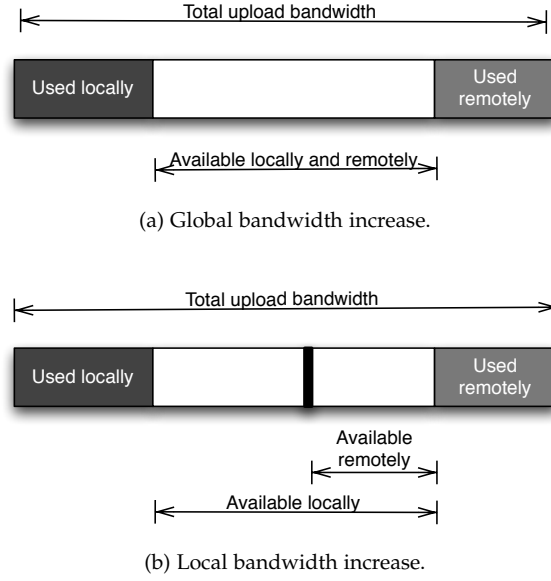 Total upload bandwidth
Used locally
Used
remotely
Available locally and remotely
(a) Global bandwidth increase.
Total upload bandwidth
Used locally
Used
remotely
Available
remotely
Available locally
(b) Local bandwidth increase.